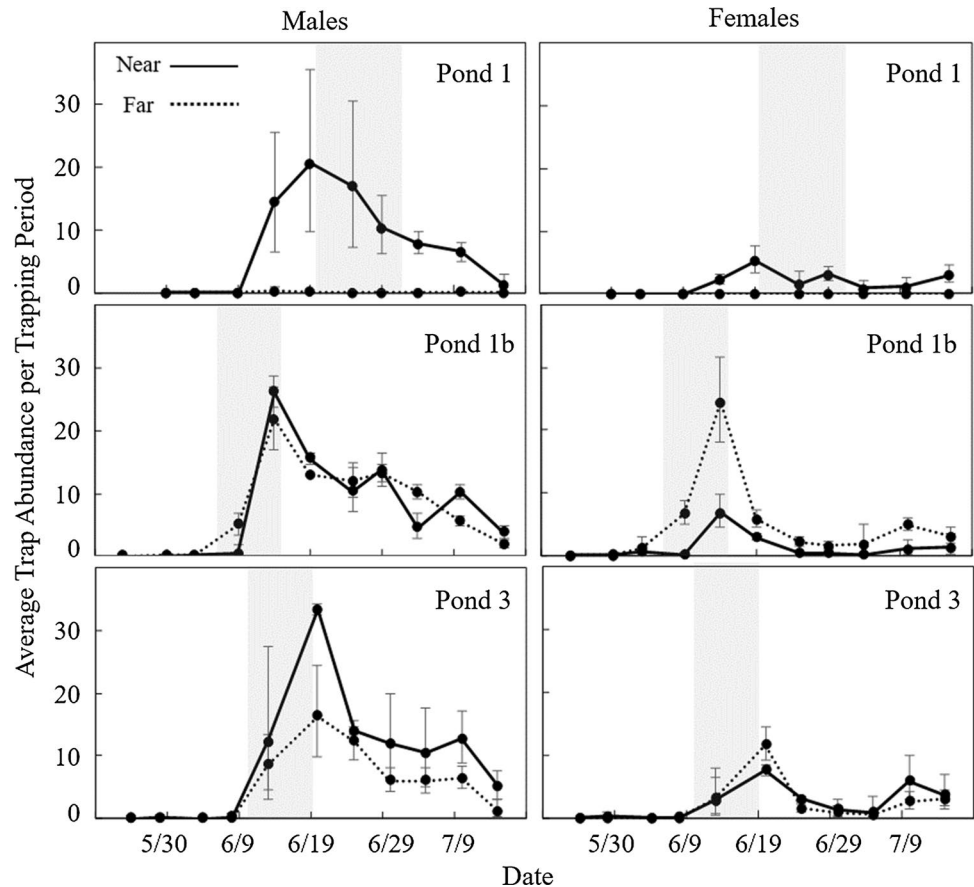 Males
Females
Average Trap Abundance per Trapping Period
Near
Far
Pond 1
30
20
10
0
Pond 1
Pond 1b
30
20
10
0
Pond 1b
Pond 3
30
20
10
0
Pond 3
5/30 6/9 6/19 6/29 7/9
5/30 6/9 6/19 6/29 7/9
Date